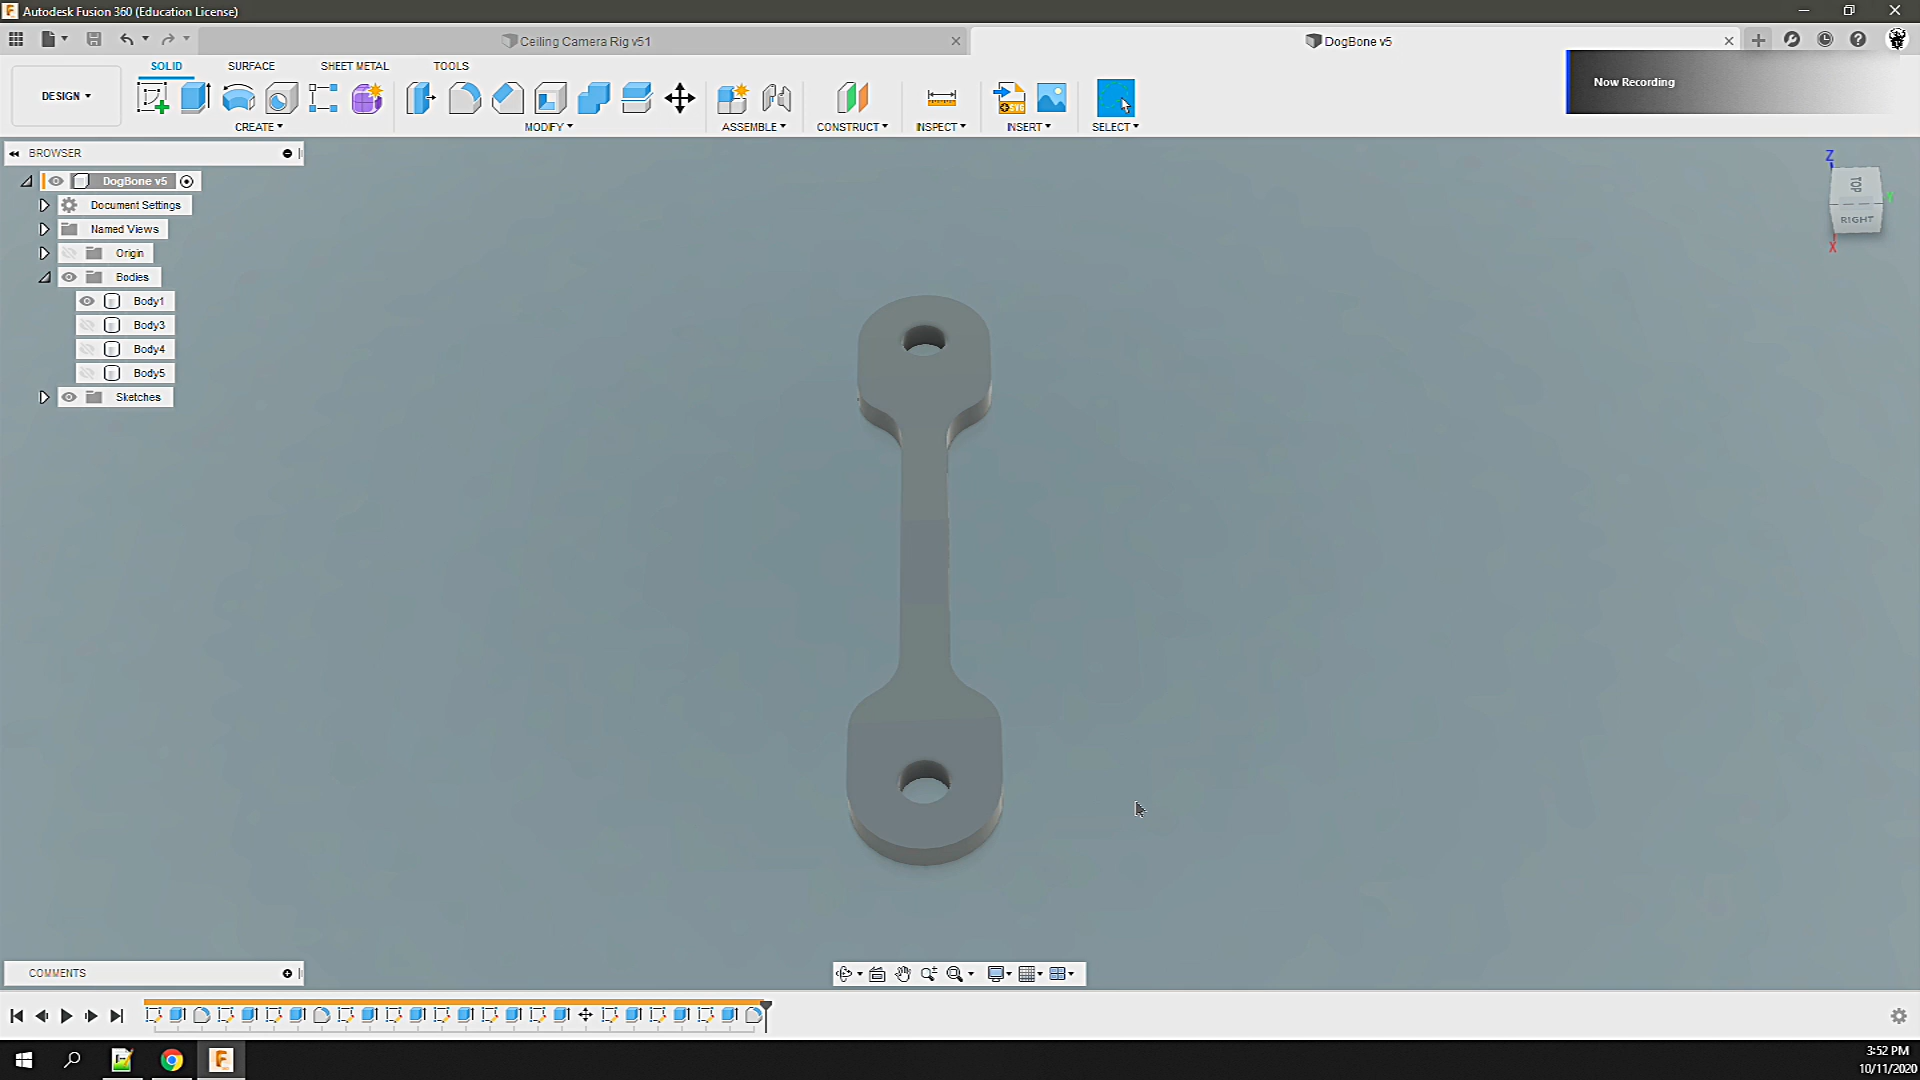 Autodesk Fusion 360 (Education License)
Ceiling Camera Rig v51
DogBone v5
SOLID
SURFACE
SHEET METAL
TOOLS
Now Recording
DESIGN
CREATE
MODIFY
ASSEMBLE
CONSTRUCT
INSPECT
INSERT
SELECT
BROWSER
DogBone v5
Document Settings
Named Views
Origin
Bodies
Body1
Body3
Body4
Body5
Sketches
Z
TOP
Y
RIGHT
X
COMMENTS
3:52 PM
10/11/2020